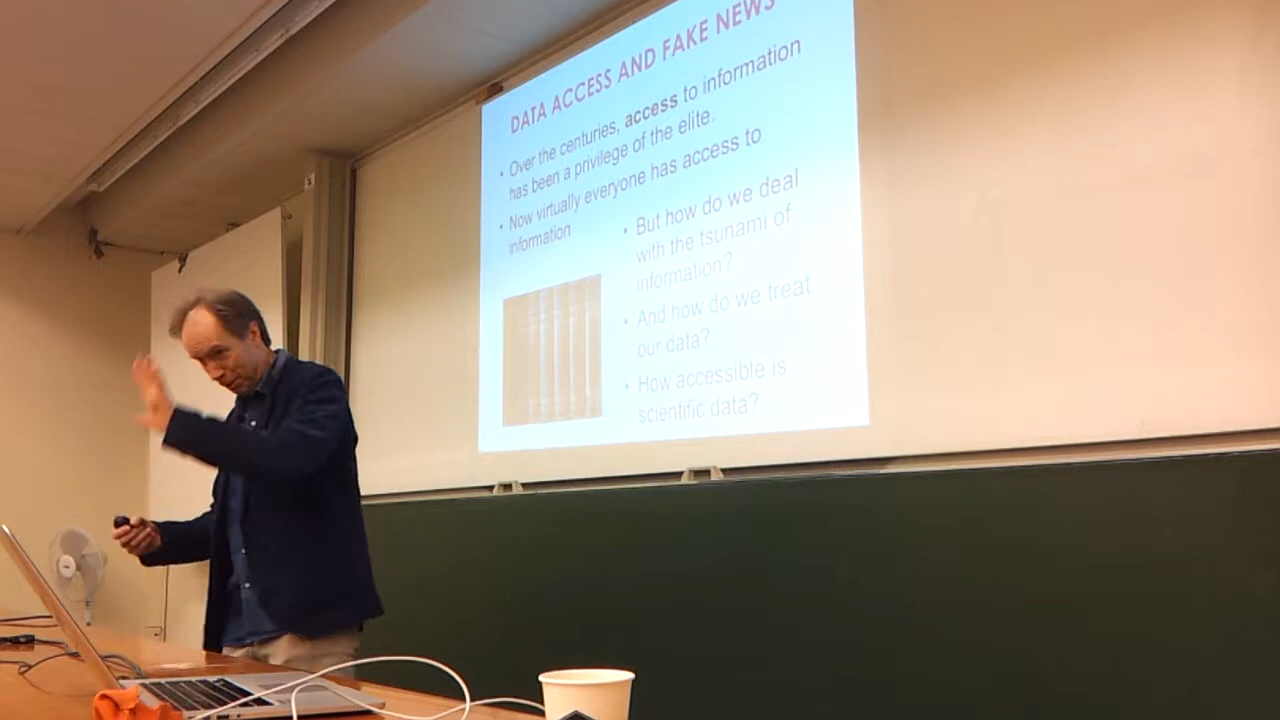 DATA ACCESS AND FAKE NEWS
• Over the centuries, access to information
has been a privilege of the elite.
• Now virtually everyone has access to
information
• But how do we deal
with the tsunami of
information?
• And how do we treat
our data?
• How accessible is
scientific data?